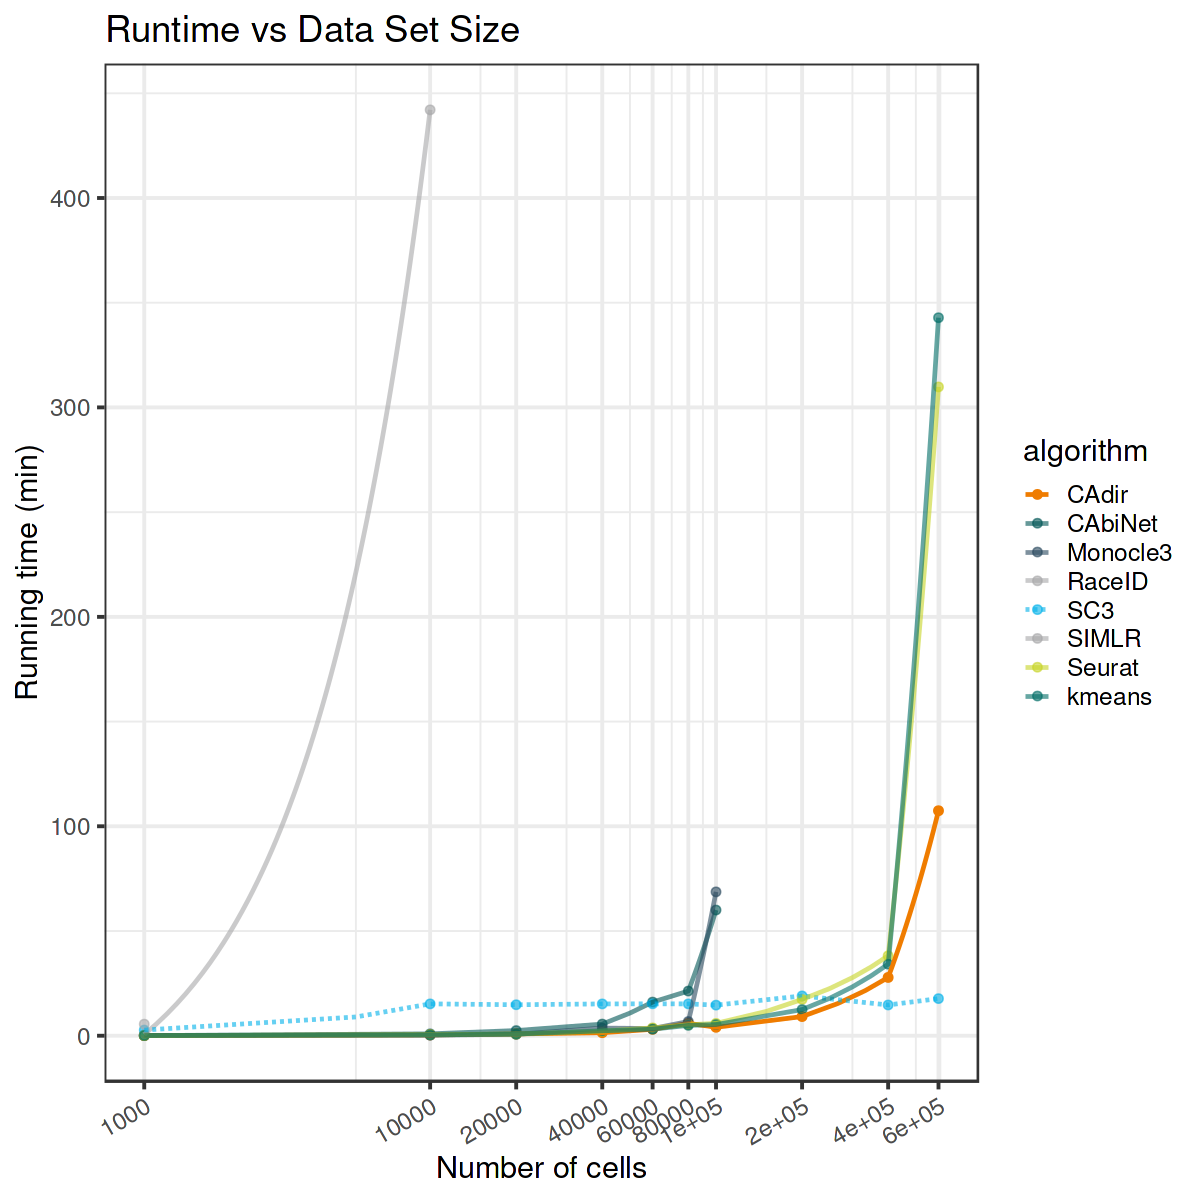 Runtime vs Data Set Size
Running time (min)
400
300
200
100
0
1000
10000
20000
40000
60000
80000
1e+05
2e+05
4e+05
6e+05
Number of cells
algorithm
CAdir
CAbiNet
Monocle3
RaceID
SC3
SIMLR
Seurat
kmeans